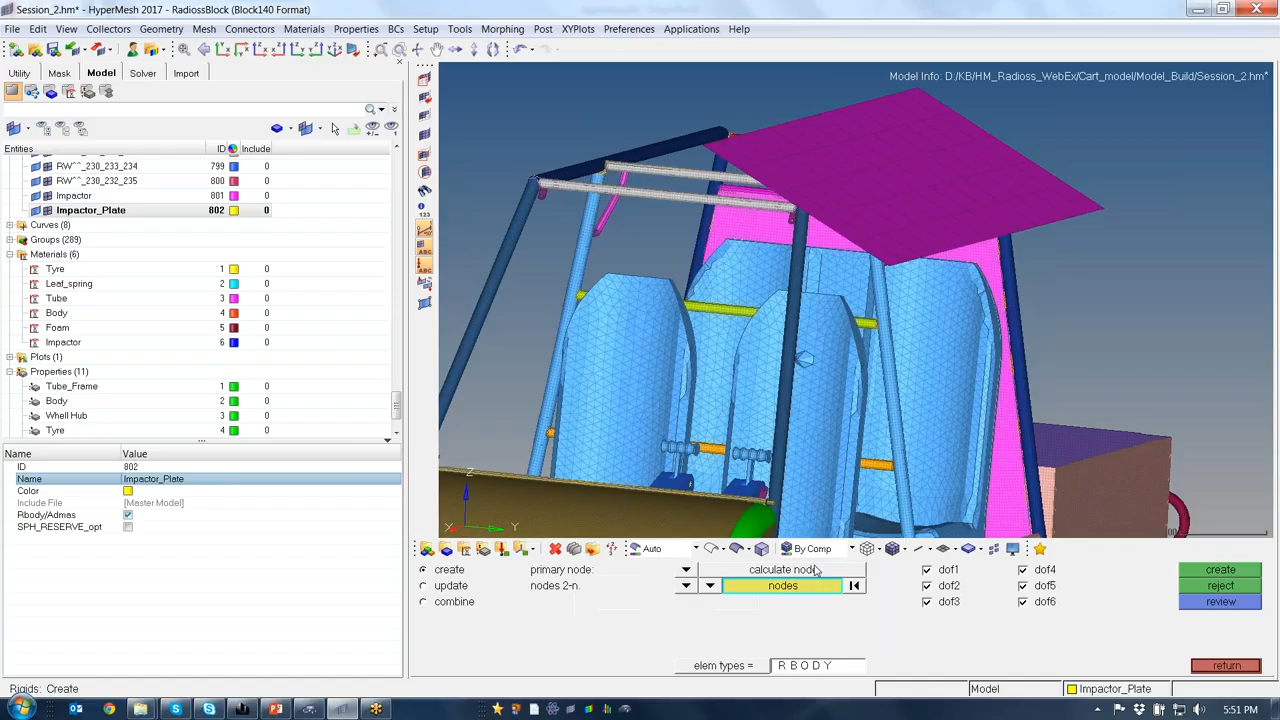 Session_2.hm* - HyperMesh 2017 - RadiossBlock (Block140 Format)
File Edit View Collectors Geometry Mesh Connectors Materials Properties BCs Setup Tools Morphing Post XYPlots Preferences Applications Help
Utility Mask Model Solver Import
Model Info: D:/KB/HM_Radioss_WebEx/Cart_model/Model_Build/Session_2.hm*
Entities ID Include
RW^^_230_233_234 799 0
RW^^_230_232_235 800 0
Impactor 801 0
Impactor_Plate 802 0
Curves (8)
Groups (289)
Materials (6)
Tyre 1 0
Leaf_spring 2 0
Tube 3 0
Body 4 0
Foam 5 0
Impactor 6 0
Plots (1)
Properties (11)
Tube_Frame 1 0
Body 2 0
Whell Hub 3 0
Tyre 4 0
123
ABC
ABC
Name Value
ID 802
Name Impactor_Plate
Color
Include File [Master Model]
Rbody/Admas
SPH_RESERVE_opt
Z
X Y
Auto By Comp
create primary node: calculate node dof1 dof4 create
update nodes 2-n. nodes dof2 dof5 reject
combine dof3 dof6 review
elem types = R B O D Y return
Rigids: Create Model Impactor_Plate
5:51 PM